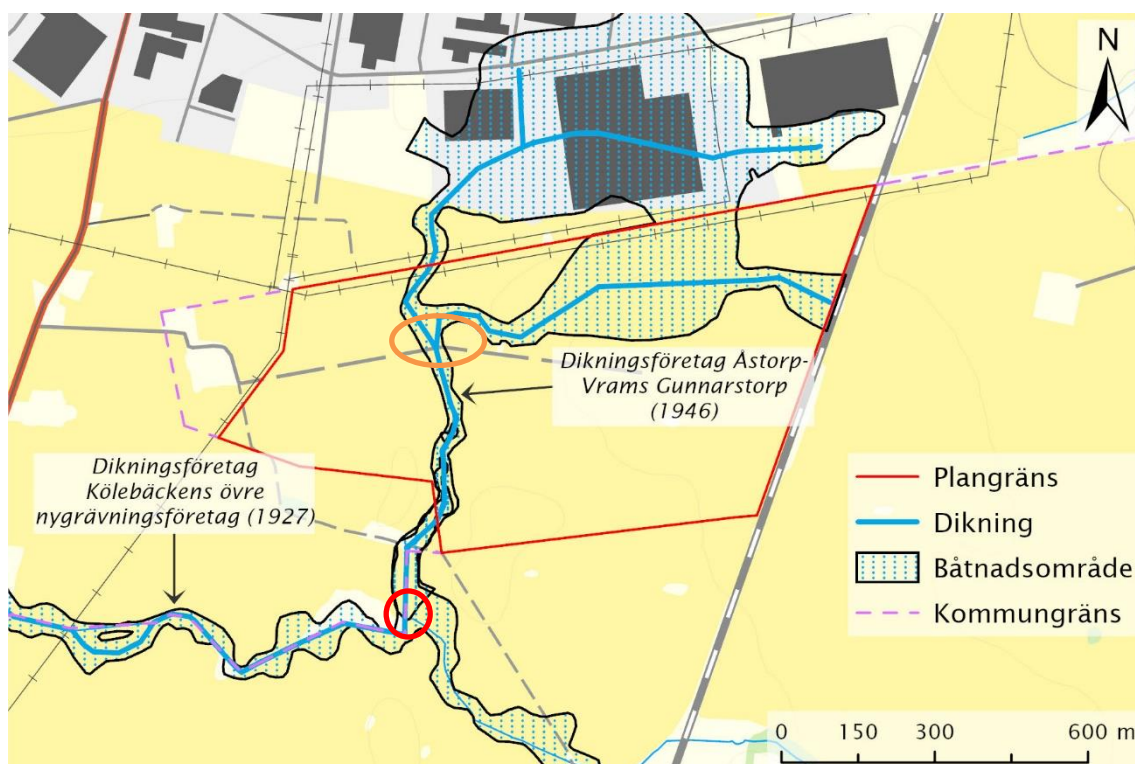 N
Dikningsföretag Åstorp-
Vrams Gunnarstorp
(1946)
Dikningsföretag
Kölebäckens övre
nygrävningsföretag (1927)
Plangräns
Dikning
Båtnadsområde
Kommungräns
0 150 300 600 m